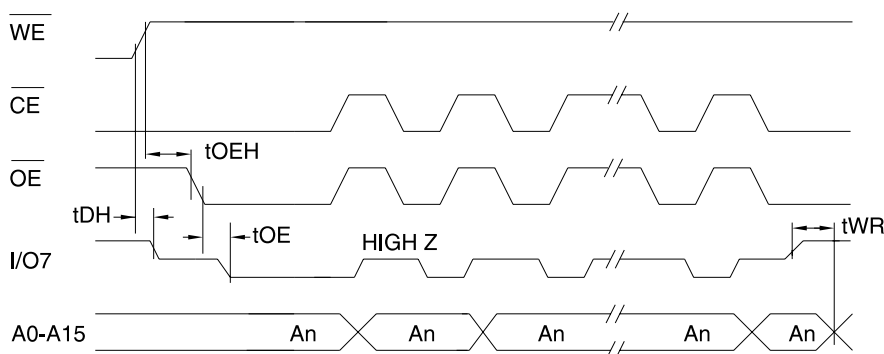 WE
CE
tOEH
OE
tDH
tOE
HIGH Z
tWR
I/O7
A0-A15 An An An An An